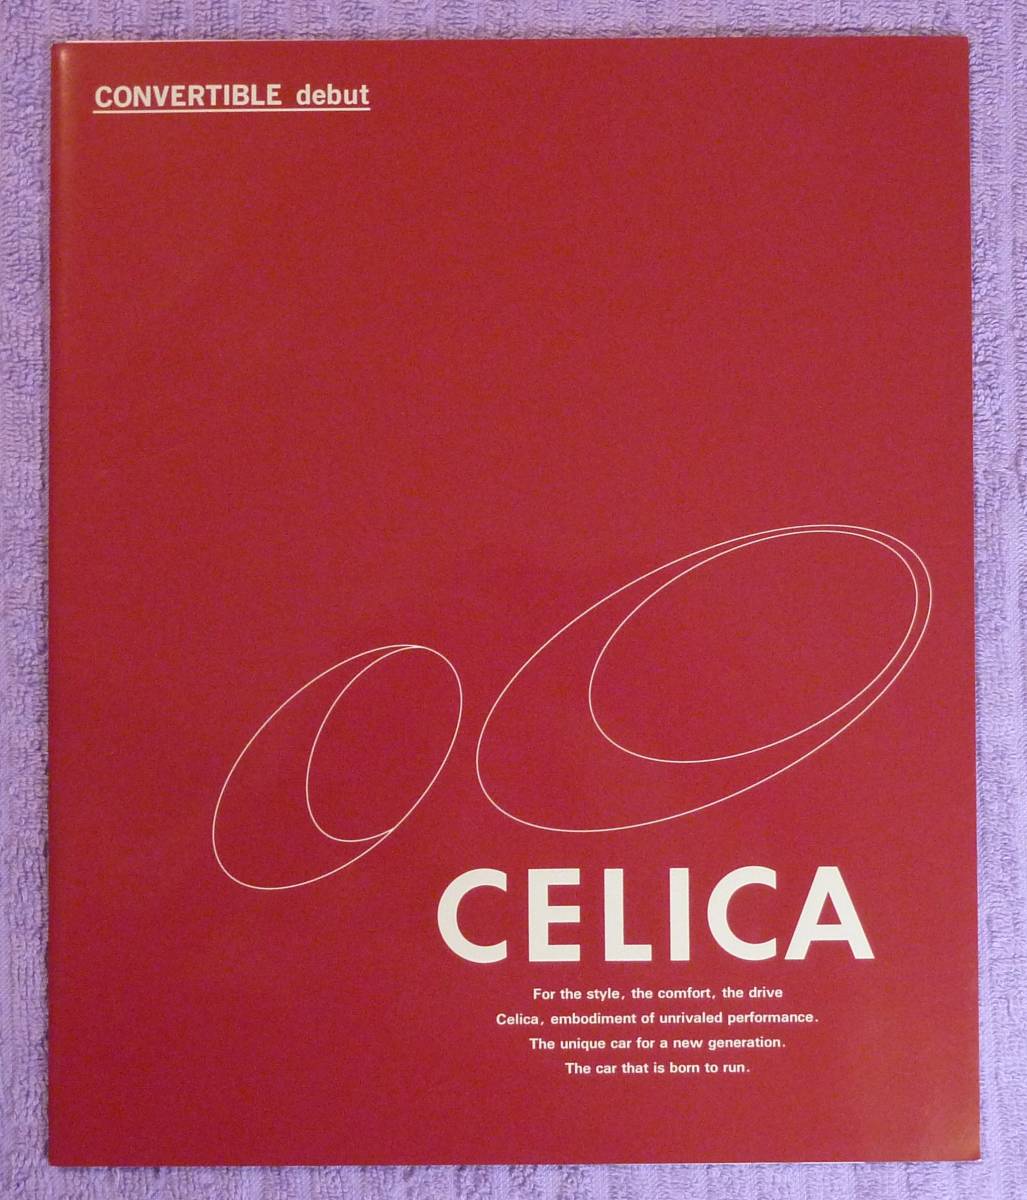 CONVERTIBLE debut
CELICA
For the style, the comfort, the drive
Celica, embodiment of unrivaled performance.
The unique car for a new generation.
The car that is born to run.